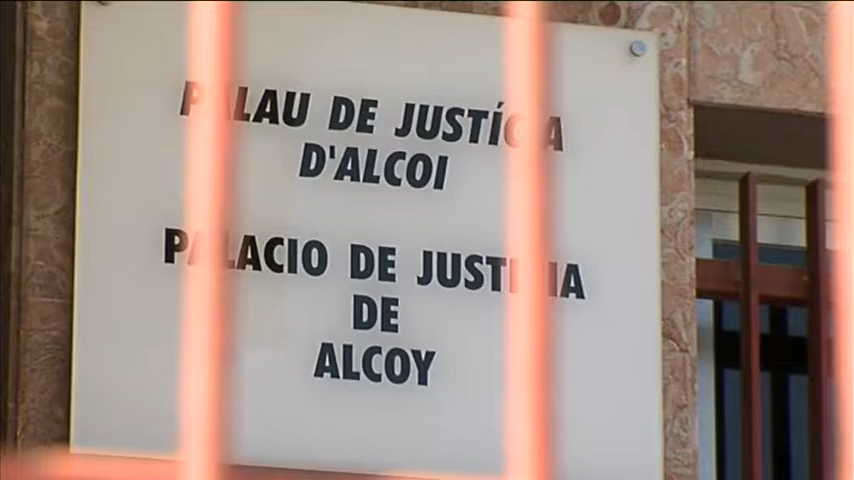 PALAU DE JUSTÍCIA
D'ALCOI
PALACIO DE JUSTICIA
DE
ALCOY